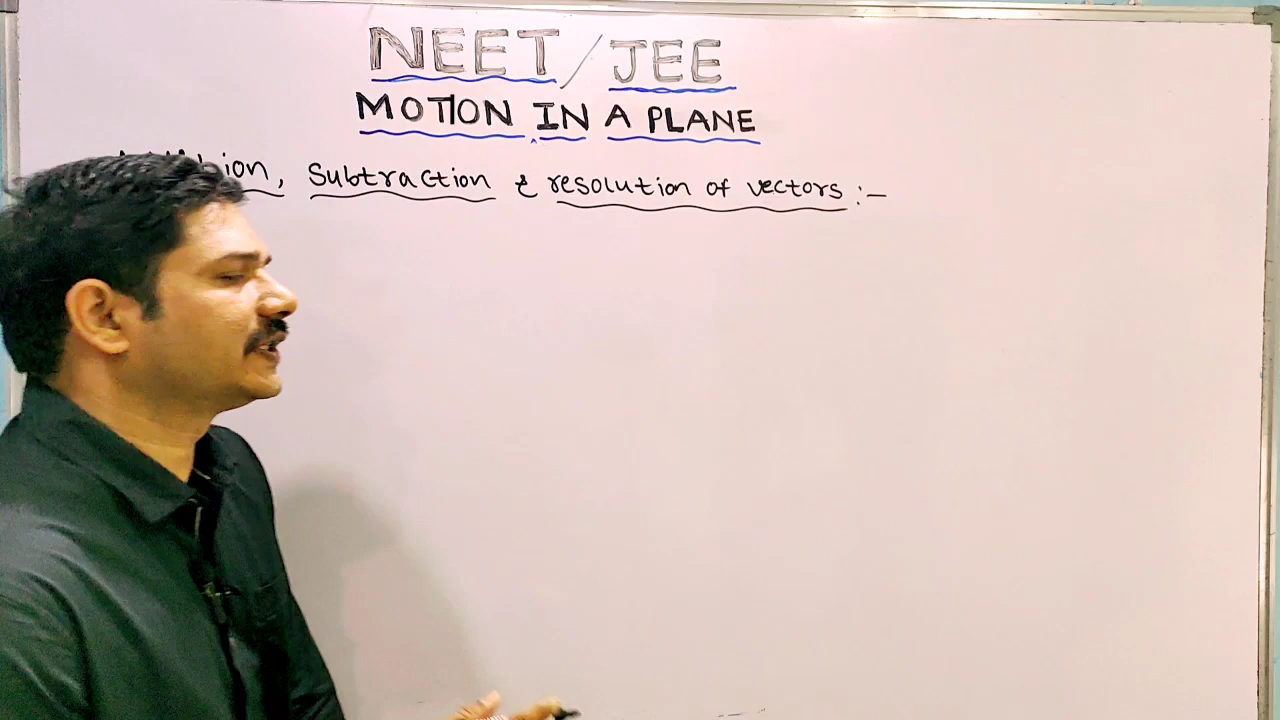 NEET/JEE
MOTION IN A PLANE
Subtraction & resolution of vectors :-